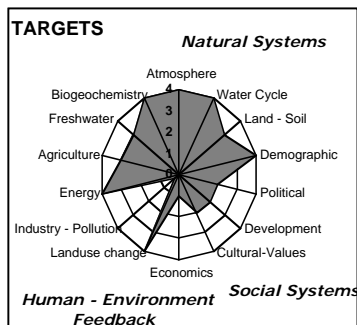 TARGETS
Natural Systems
Atmosphere
Biogeochemistry
Water Cycle
Freshwater
Land - Soil
Agriculture
Demographic
Energy
Political
Industry - Pollution
Development
Landuse change
Cultural-Values
Economics
4
3
2
1
0
Human - Environment
Feedback
Social Systems